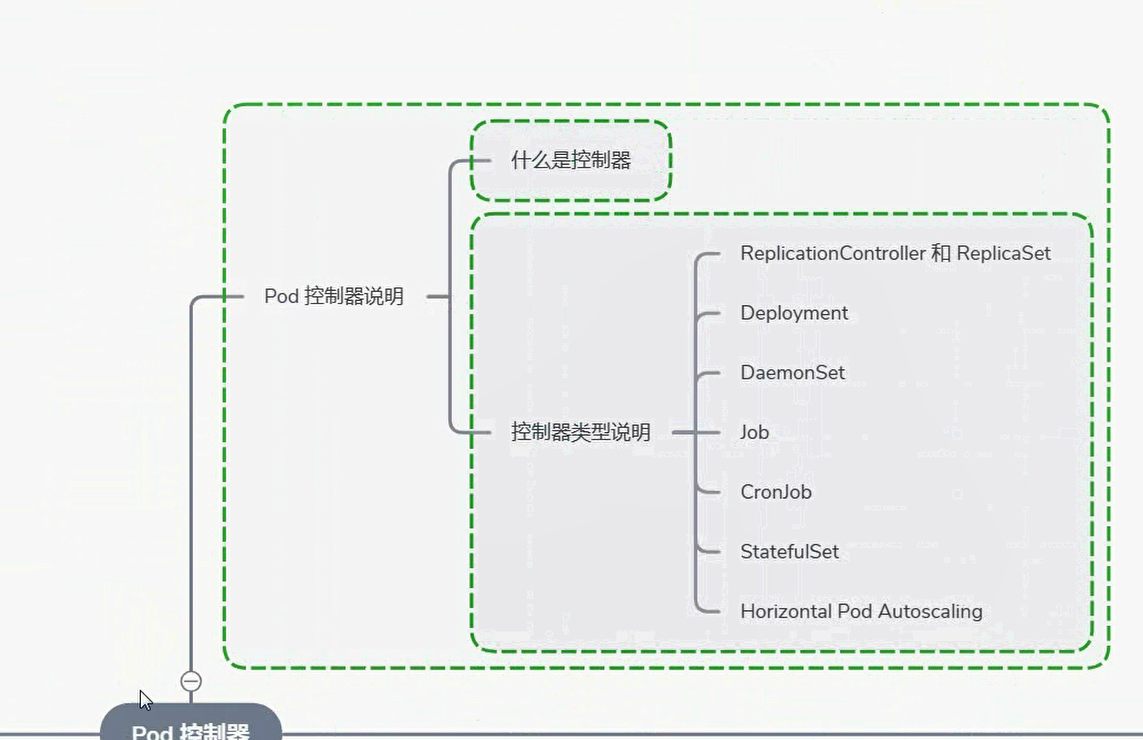 什么是控制器
ReplicationController 和 ReplicaSet
Deployment
Pod 控制器说明
DaemonSet
控制器类型说明
Job
CronJob
StatefulSet
Horizontal Pod Autoscaling
Pod 控制器